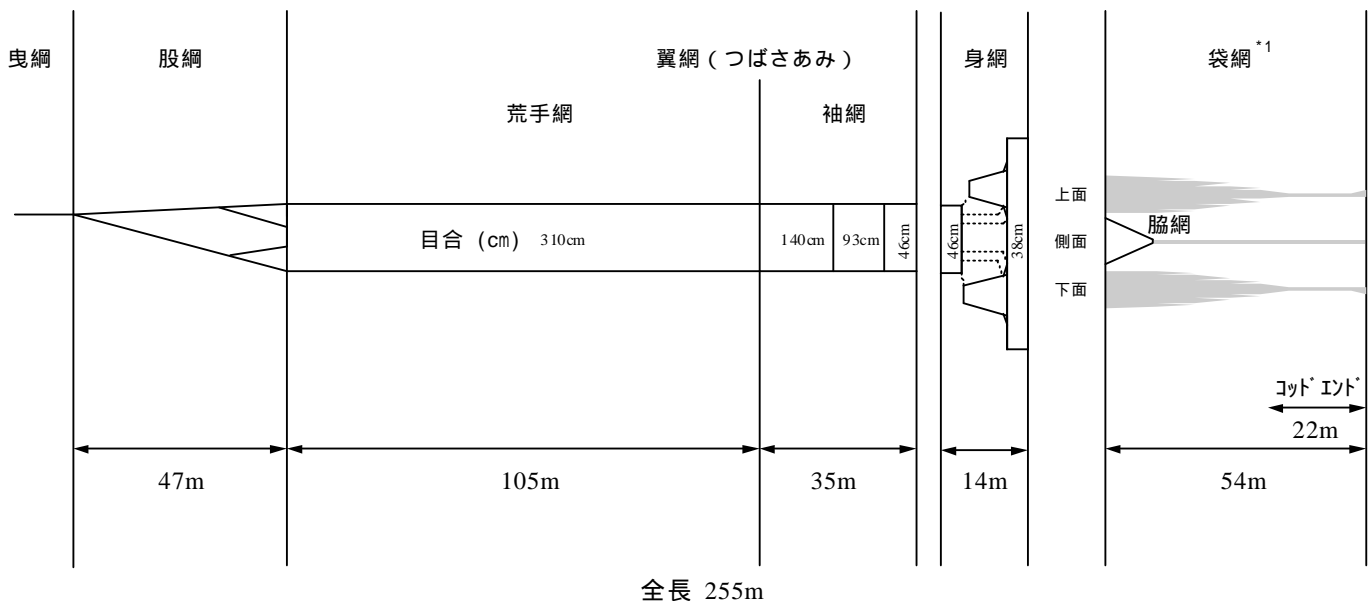 曳綱
股綱
翼網(つばさあみ)
身網
袋網*1
荒手網
袖網
上面
脇網
側面
下面
目合 (cm) 310cm
140cm
93cm
46cm
46cm
38cm
コッドエンド
22m
47m
105m
35m
14m
54m
全長 255m